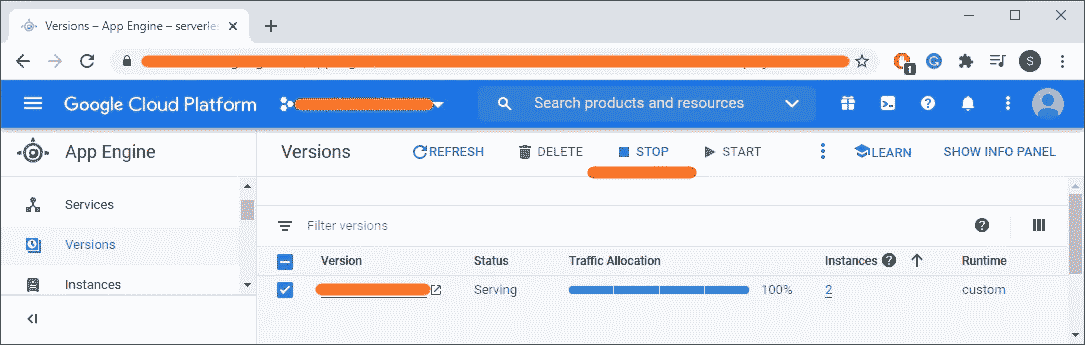 Versions – App Engine – serverle
1
S
Google Cloud Platform
Search products and resources
App Engine
Versions
REFRESH
DELETE
STOP
START
LEARN
SHOW INFO PANEL
Services
Versions
Instances
Filter versions
Version Status Traffic Allocation Instances Runtime
Serving 100% 2 custom